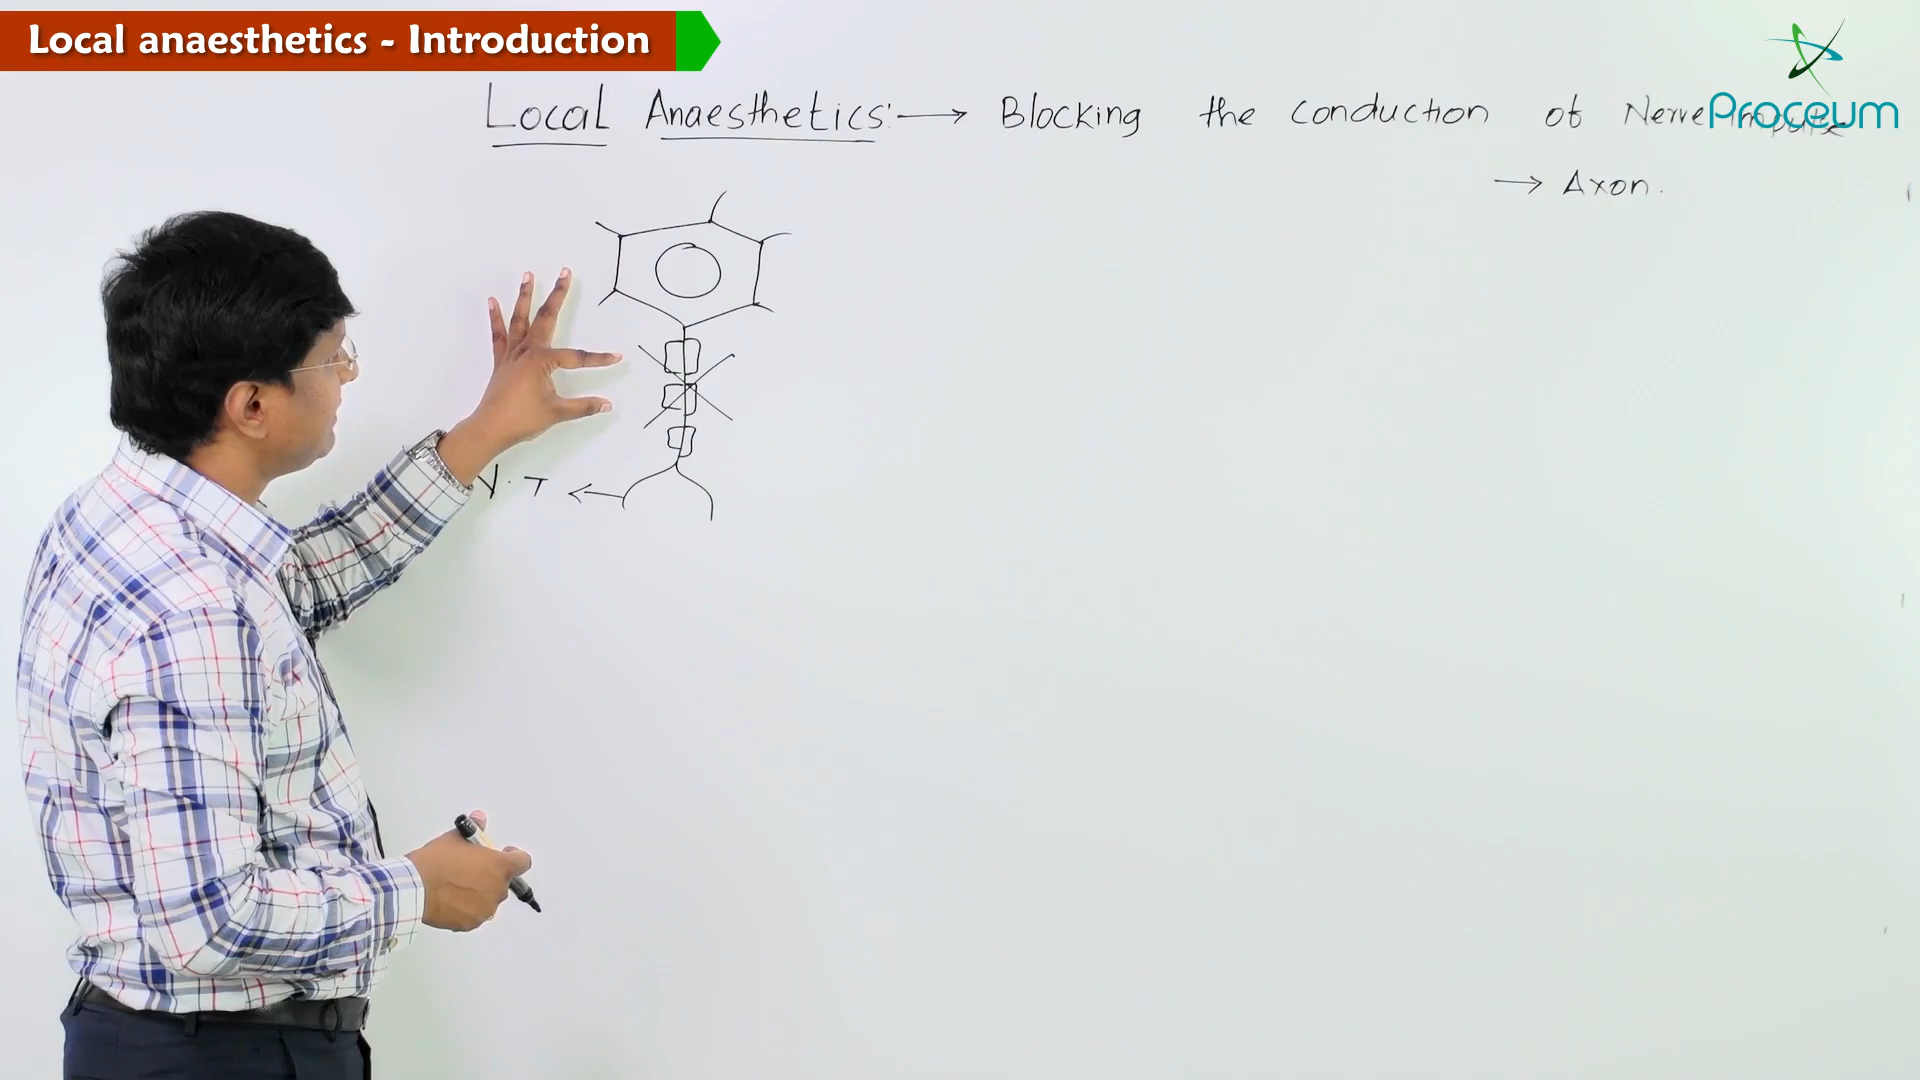 Local anaesthetics - Introduction
Proceum
Local Anaesthetics: → Blocking the conduction of Nerve
→ Axon.